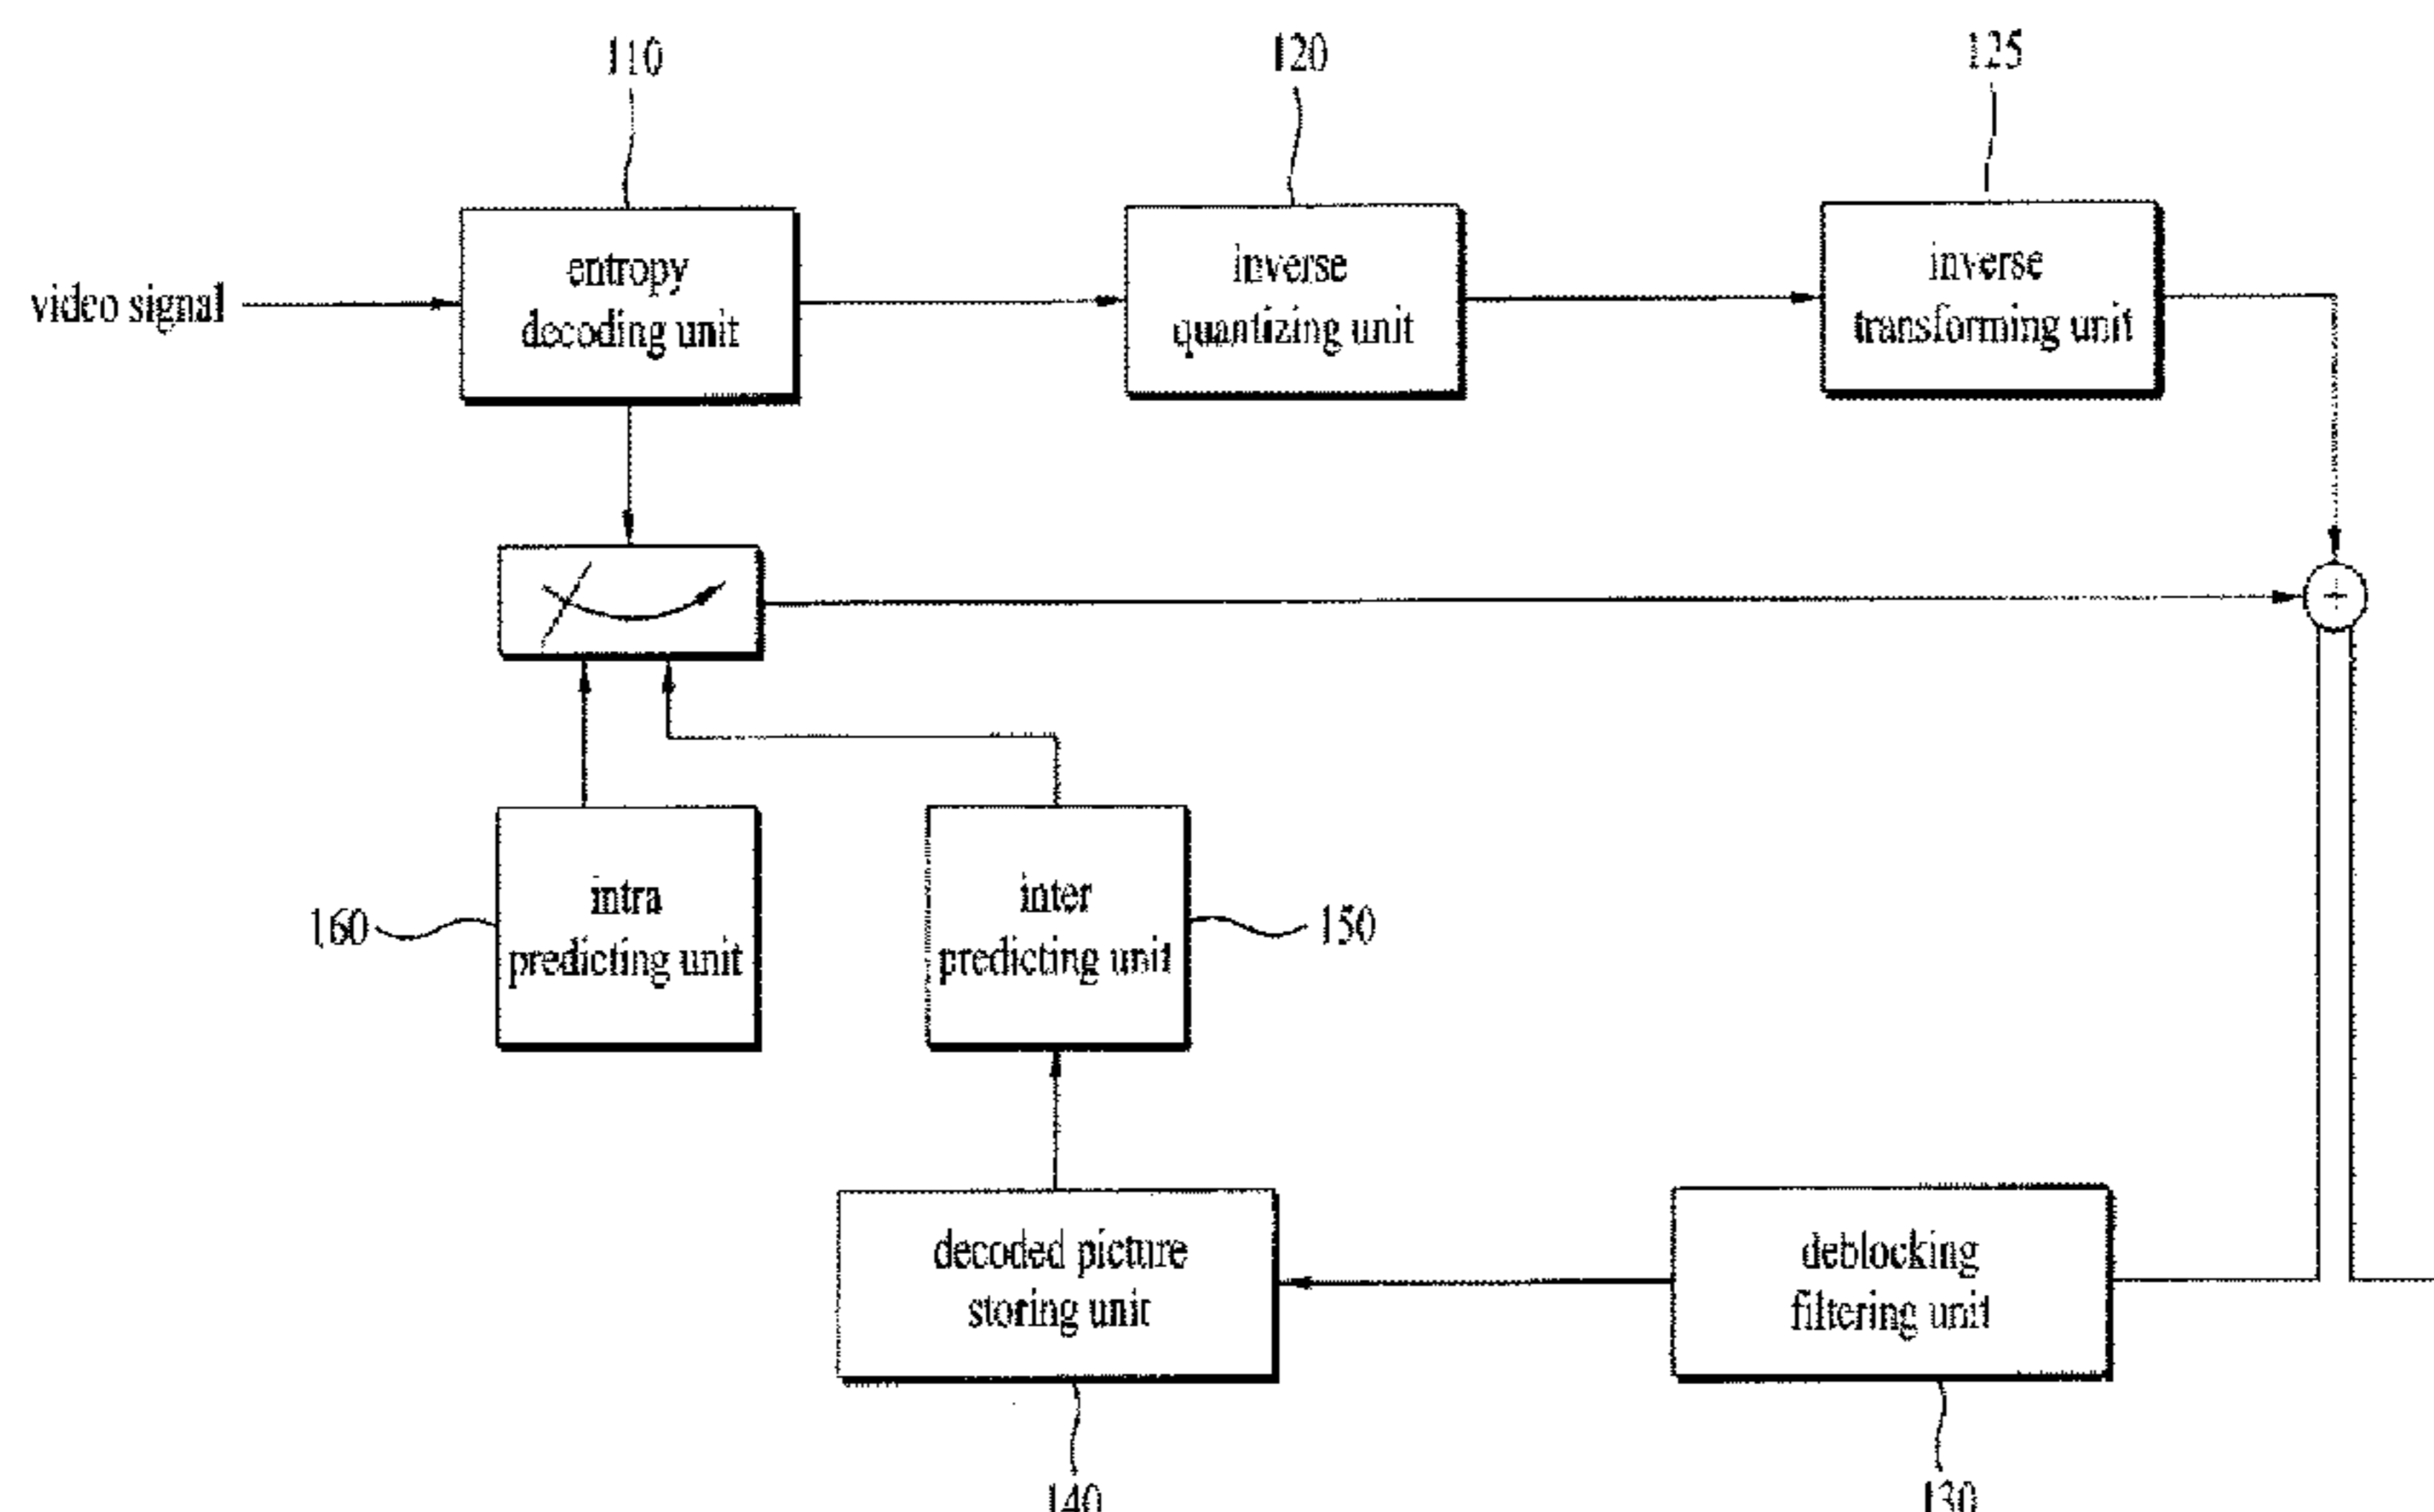 110
120
125
video signal
entropy
decoding unit
inverse
quantizing unit
inverse
transforming unit
+
160
intra
predicting unit
inter
predicting unit
150
decoded picture
storing unit
deblocking
filtering unit
140
130